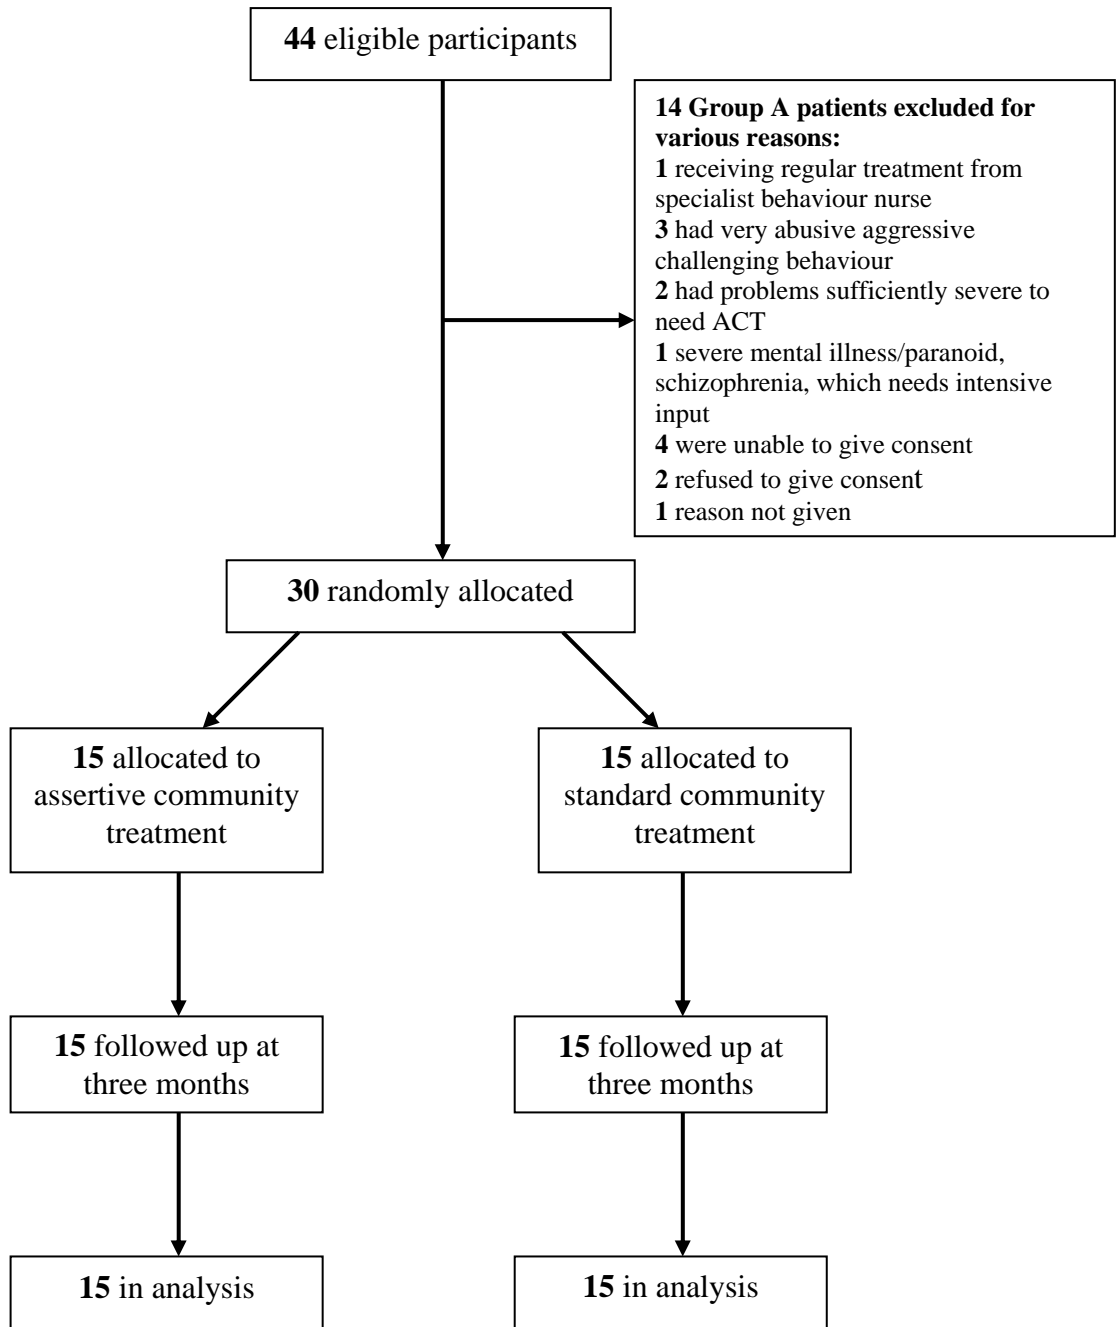 44 eligible participants
14 Group A patients excluded for
various reasons:
1 receiving regular treatment from
specialist behaviour nurse
3 had very abusive aggressive
challenging behaviour
2 had problems sufficiently severe to
need ACT
1 severe mental illness/paranoid,
schizophrenia, which needs intensive
input
4 were unable to give consent
2 refused to give consent
1 reason not given
30 randomly allocated
15 allocated to
assertive community
treatment
15 allocated to
standard community
treatment
15 followed up at
three months
15 followed up at
three months
15 in analysis
15 in analysis